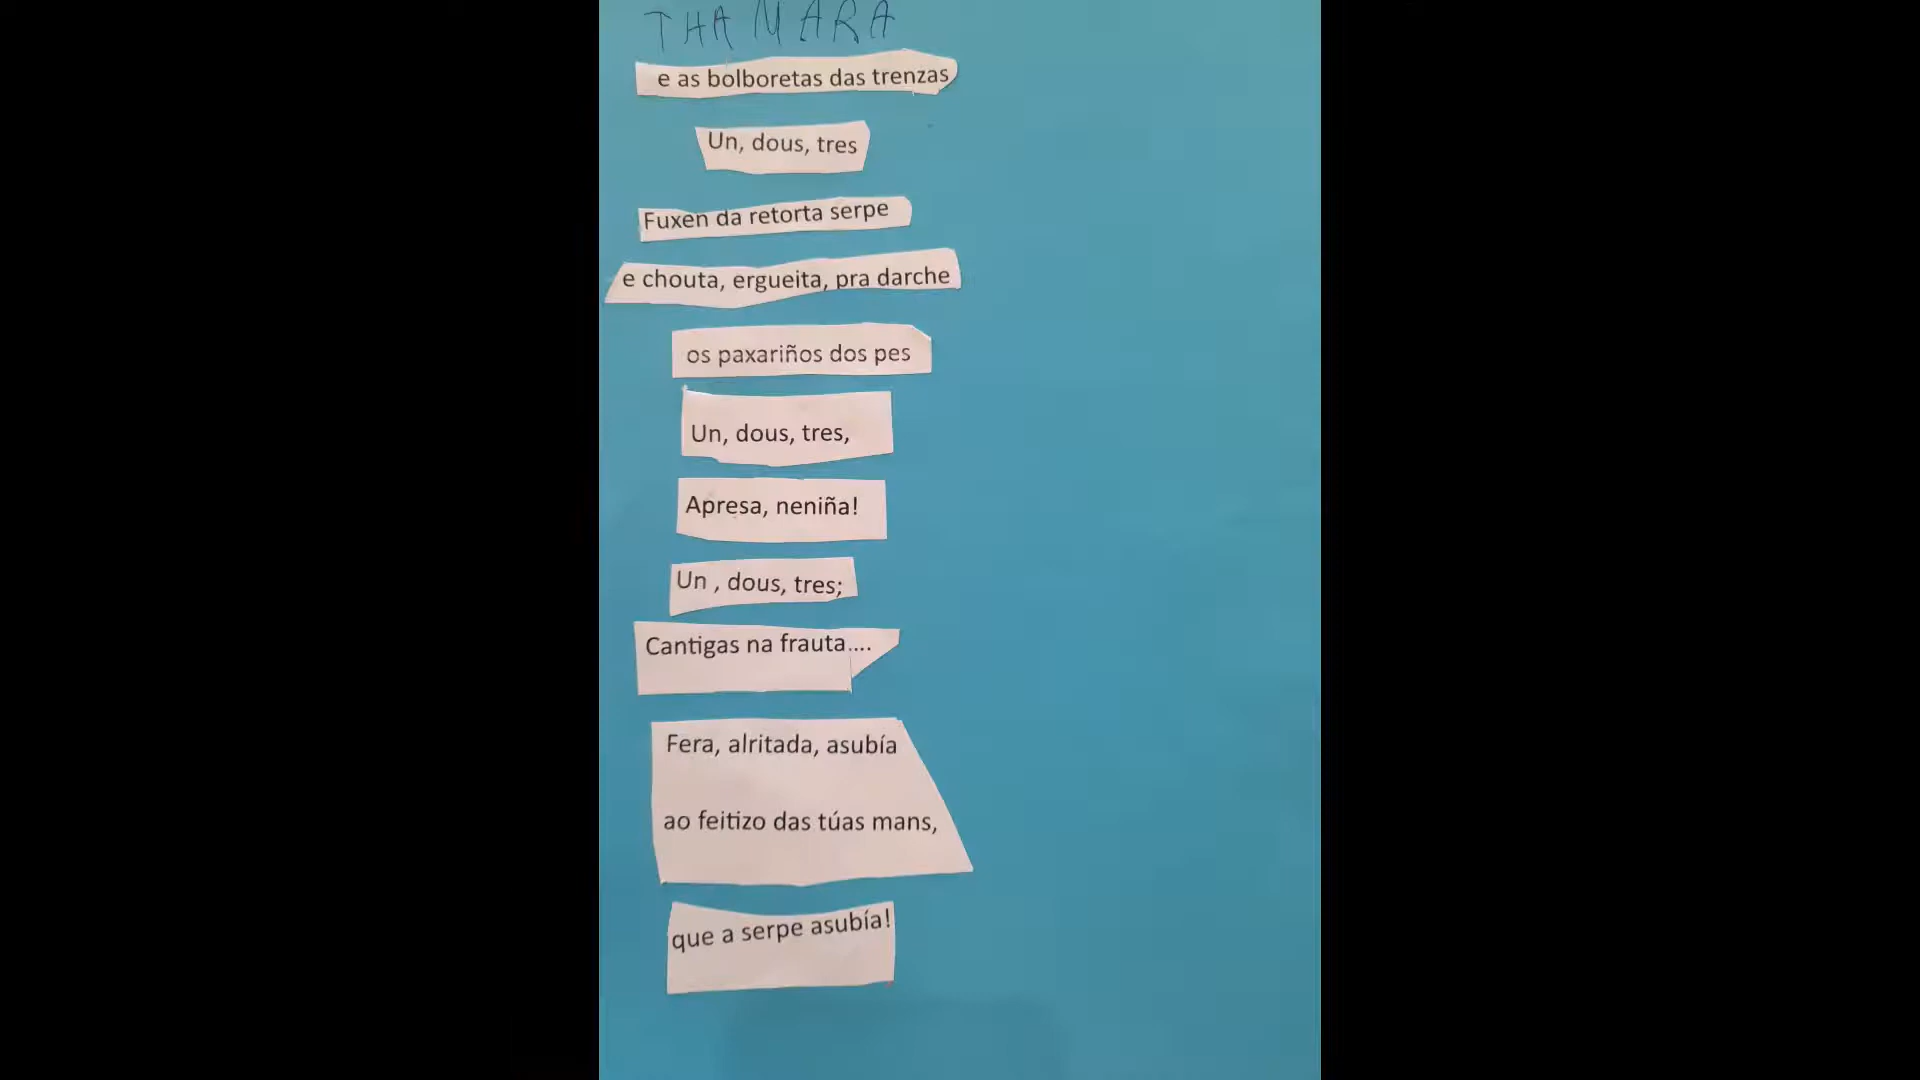 THAMARA
e as bolboretas das trenzas
Un, dous, tres
Fuxen da retorta serpe
e chouta, ergueita, pra darche
os paxariños dos pes
Un, dous, tres,
Apresa, neniña!
Un , dous, tres;
Cantigas na frauta....
Fera, alritada, asubía
ao feitizo das túas mans,
que a serpe asubía!